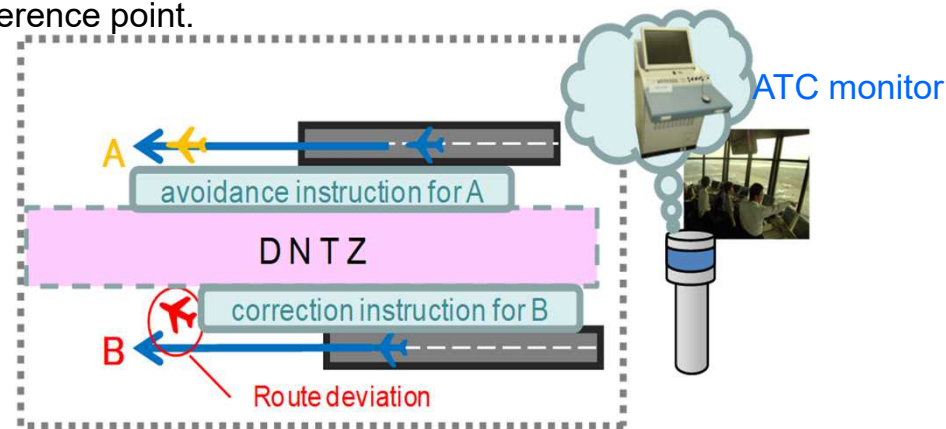 erence point.
ATC monitor
A
avoidance instruction for A
DNTZ
correction instruction for B
B
Route deviation